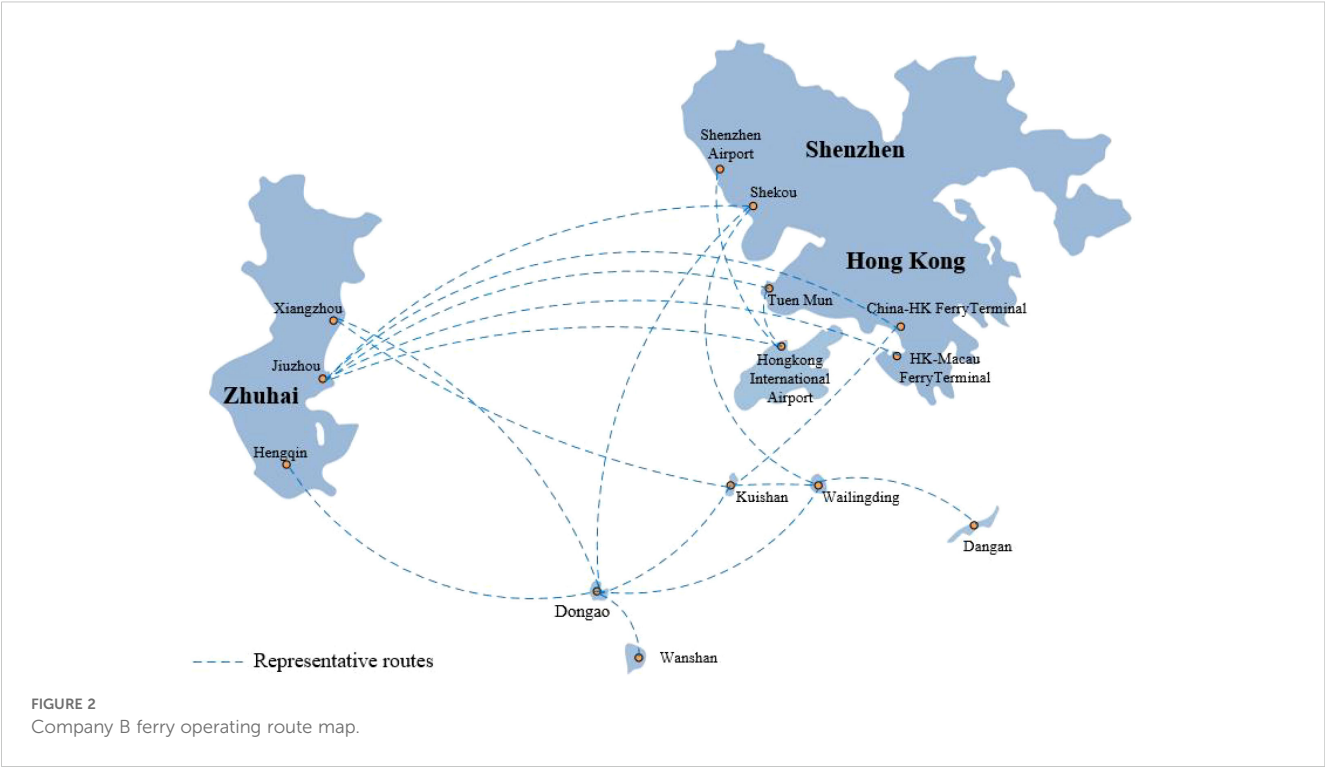 Shenzhen
Airport
Shenzhen
Shekou
Hong Kong
Xiangzhou
Tuen Mun
China-HK FerryTerminal
Jiuzhou
Hongkong
International
Airport
HK-Macau
FerryTerminal
Zhuhai
Hengqin
Kuishan
Wailingding
Dangan
Dongao
Wanshan
Representative routes
FIGURE 2
Company B ferry operating route map.